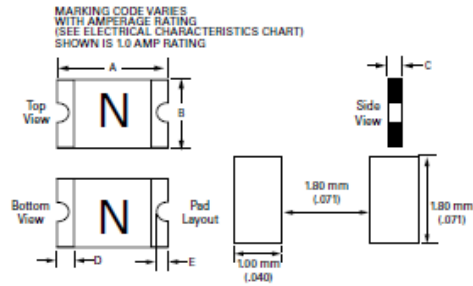 MARKING CODE VARIES
WITH AMPERAGE RATING
(SEE ELECTRICAL CHARACTERISTICS CHART)
SHOWN IS 1.0 AMP RATING
A
C
Top
View
N
B
Side
View
Bottom
View
N
Pad
Layout
1.80 mm
(.071)
1.80 mm
(.071)
D
E
1.00 mm
(.040)